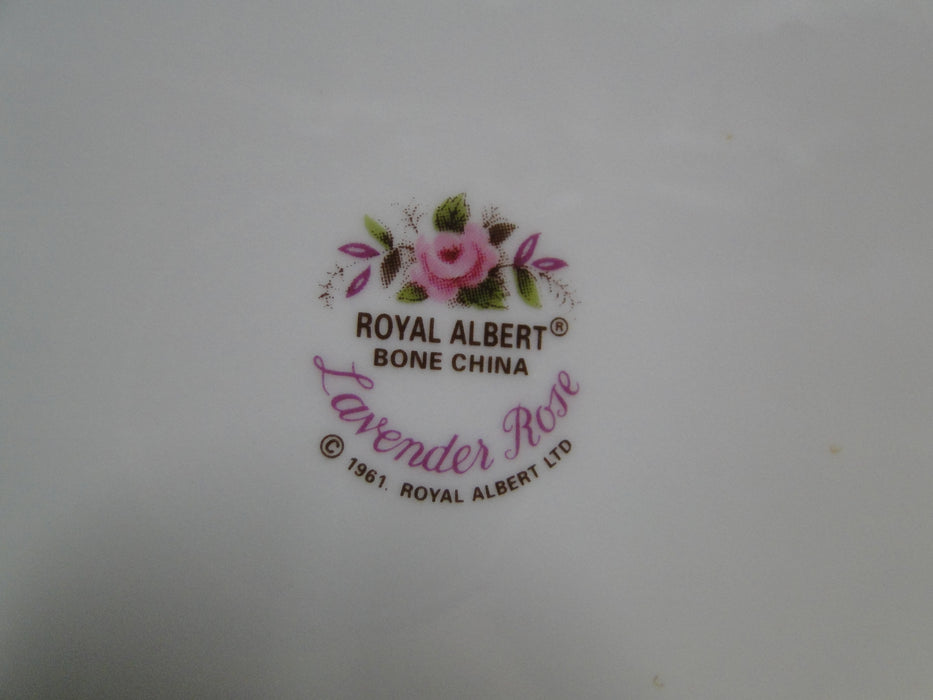 ROYAL ALBERT®
BONE CHINA
Lavender Rose
© 1961. ROYAL ALBERT LTD